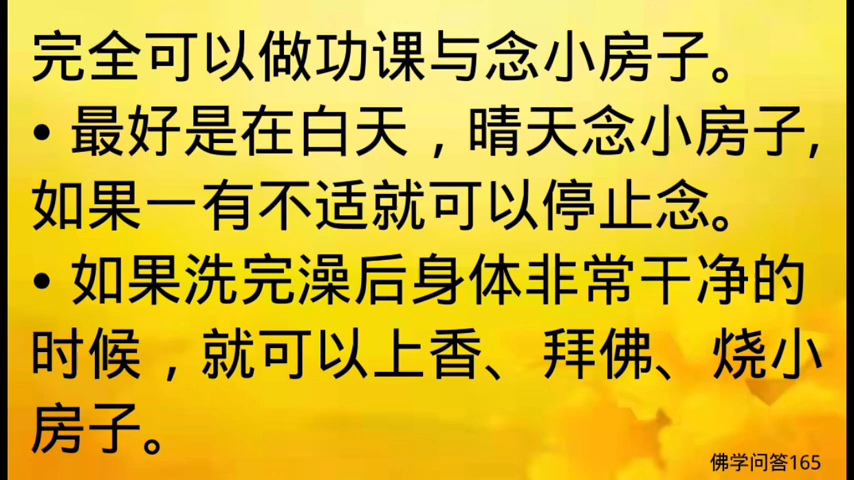 完全可以做功课与念小房子。
• 最好是在白天，晴天念小房子,
如果一有不适就可以停止念。
• 如果洗完澡后身体非常干净的
时候，就可以上香、拜佛、烧小
房子。
佛学问答165